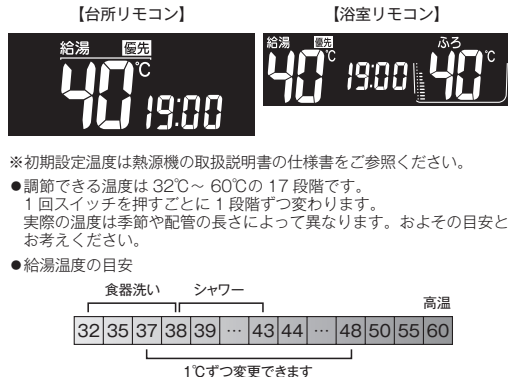 【台所リモコン】
【浴室リモコン】
給湯 優先
40℃ 19:00
給湯 優先 ふろ
40℃ 19:00 40℃
※初期設定温度は熱源機の取扱説明書の仕様書をご参照ください。
●調節できる温度は 32℃～ 60℃の 17 段階です。
1 回スイッチを押すごとに 1 段階ずつ変わります。
実際の温度は季節や配管の長さによって異なります。およその目安と
お考えください。
●給湯温度の目安
食器洗い シャワー
高温
32 35 37 38 39 … 43 44 … 48 50 55 60
1℃ずつ変更できます